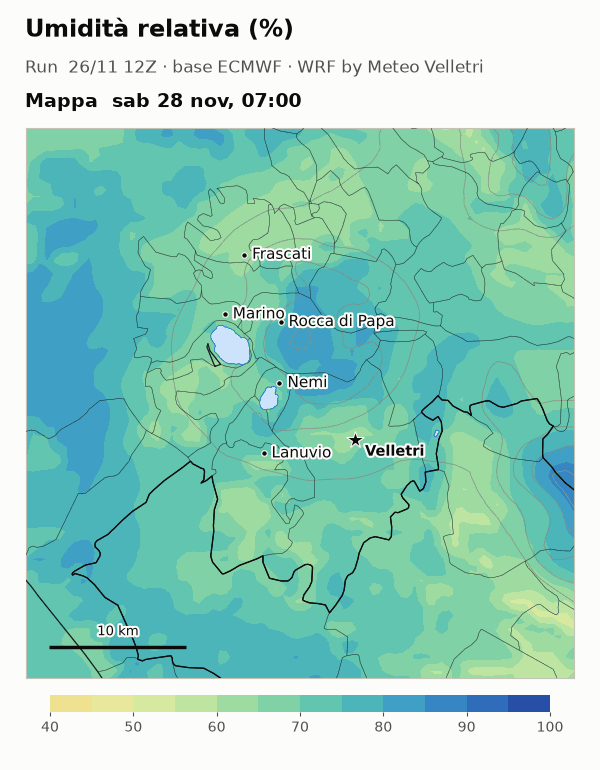 Umidità relativa (%)
Run  26/11 12Z · base ECMWF · WRF by Meteo Velletri
Mappa  sab 28 nov, 07:00
Frascati
Marino
Rocca di Papa
Nemi
Velletri
Lanuvio
10 km
40 50 60 70 80 90 100